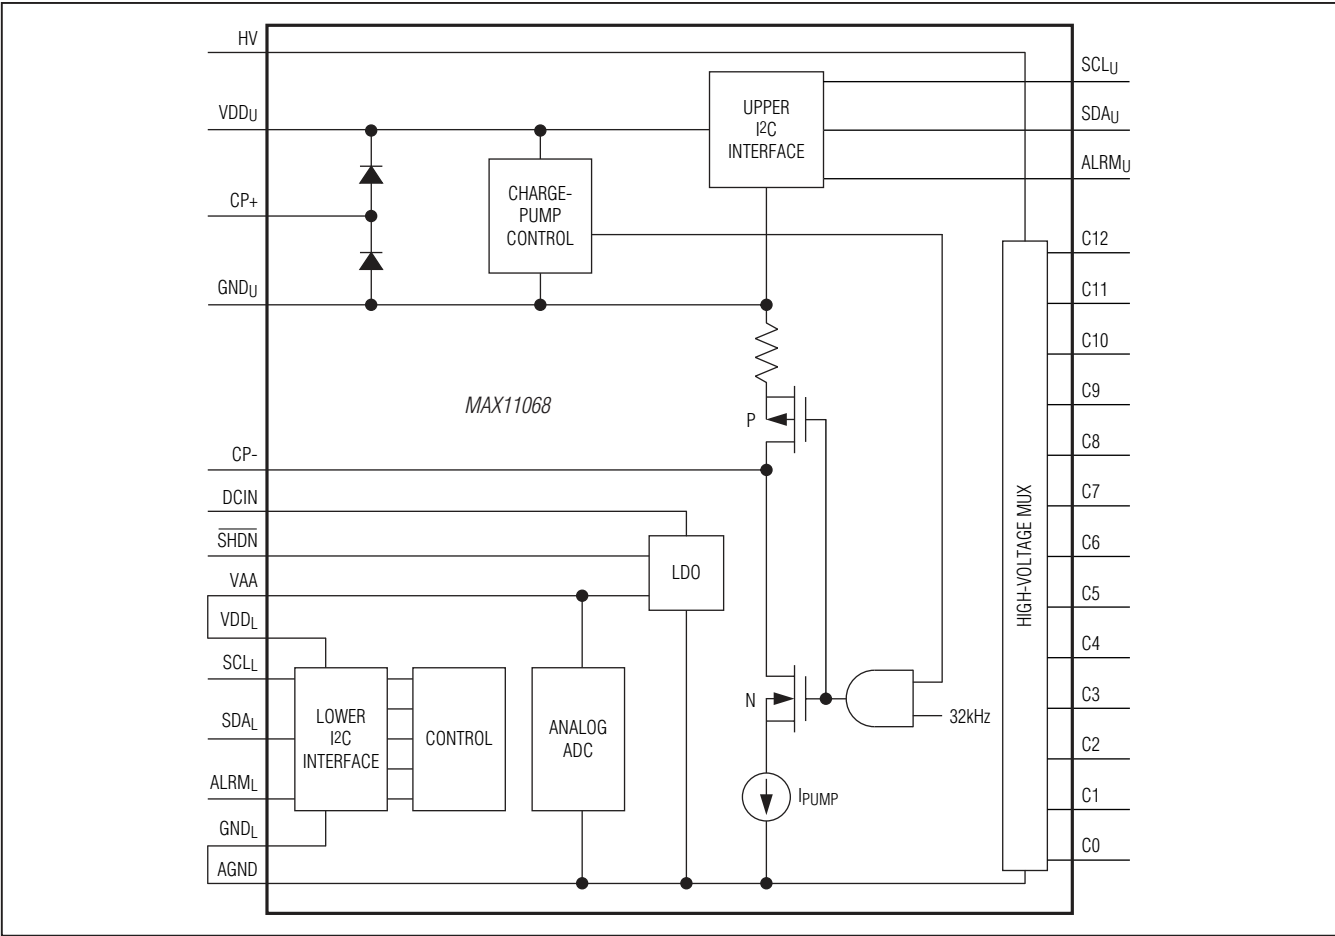 HV
VDDU
CP+
GNDU
CP-
DCIN
SHDN
VAA
VDDL
SCLL
SDAL
ALRML
GNDL
AGND
CHARGE-
PUMP
CONTROL
UPPER
I2C
INTERFACE
MAX11068
P
LDO
LOWER
I2C
INTERFACE
CONTROL
ANALOG
ADC
N
32kHz
IPUMP
HIGH-VOLTAGE MUX
SCLU
SDAU
ALRMU
C12
C11
C10
C9
C8
C7
C6
C5
C4
C3
C2
C1
C0